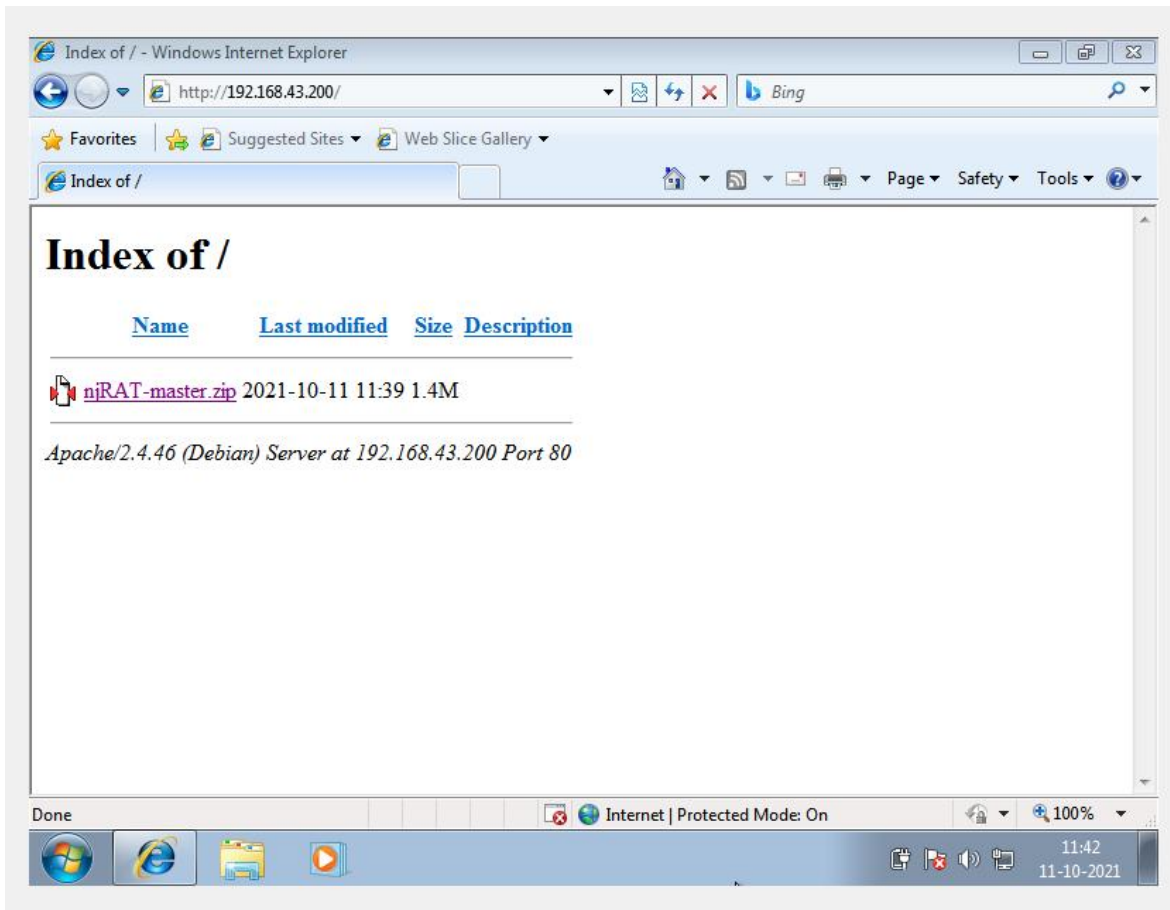 Index of / - Windows Internet Explorer
http://192.168.43.200/
Bing
Favorites Suggested Sites Web Slice Gallery
Index of /
Page Safety Tools
Index of /
Name Last modified Size Description
njRAT-master.zip 2021-10-11 11:39 1.4M
Apache/2.4.46 (Debian) Server at 192.168.43.200 Port 80
Done
Internet | Protected Mode: On
100%
11:42
11-10-2021